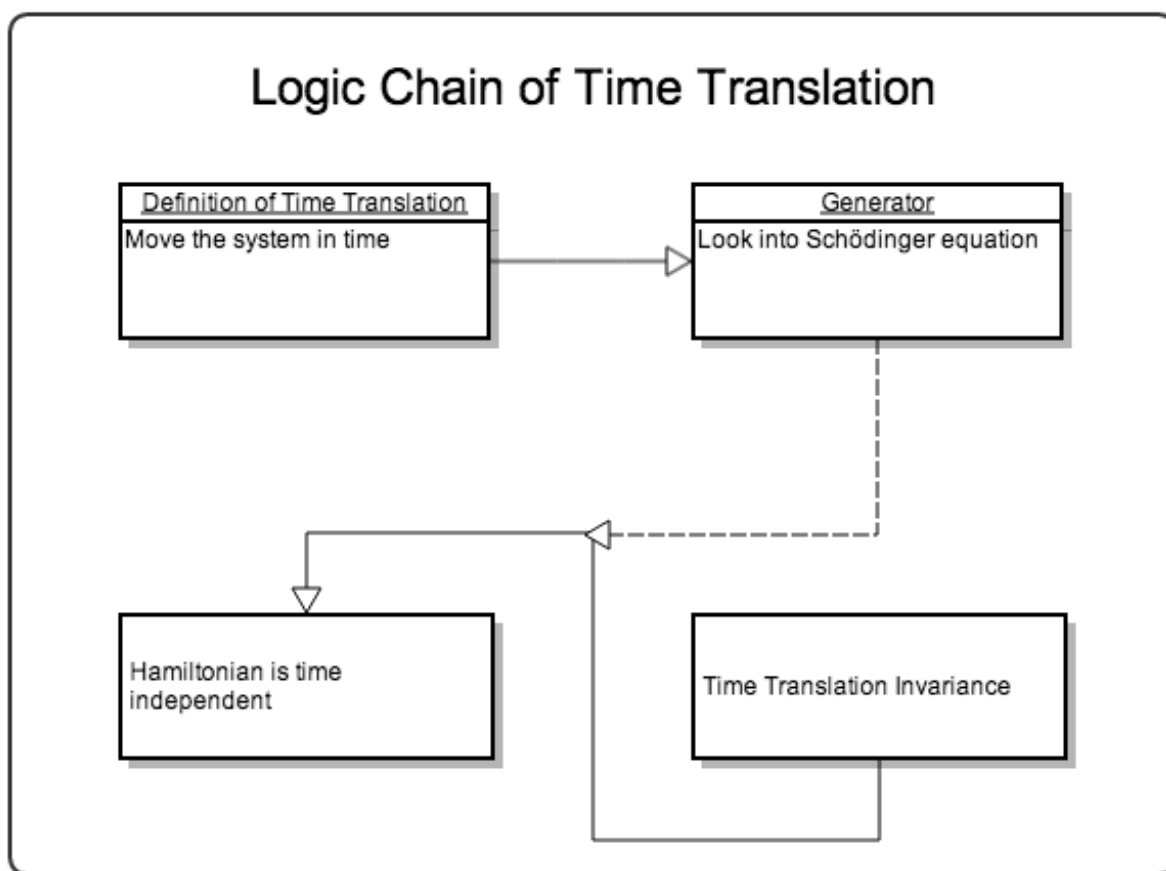 Logic Chain of Time Translation
Definition of Time Translation
Move the system in time
Generator
Look into Schödinger equation
Hamiltonian is time
independent
Time Translation Invariance